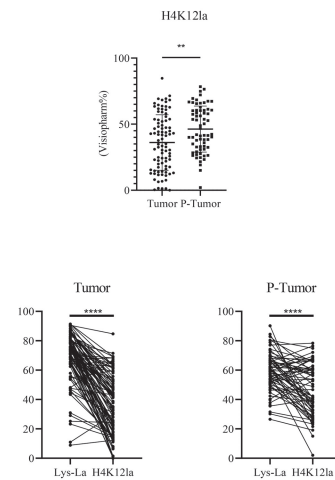 H4K12la
**
(Visiopharm%)
100
50
0
Tumor P-Tumor
Tumor
****
100
80
60
40
20
0
Lys-La H4K12la
P-Tumor
****
100
80
60
40
20
0
Lys-La H4K12la